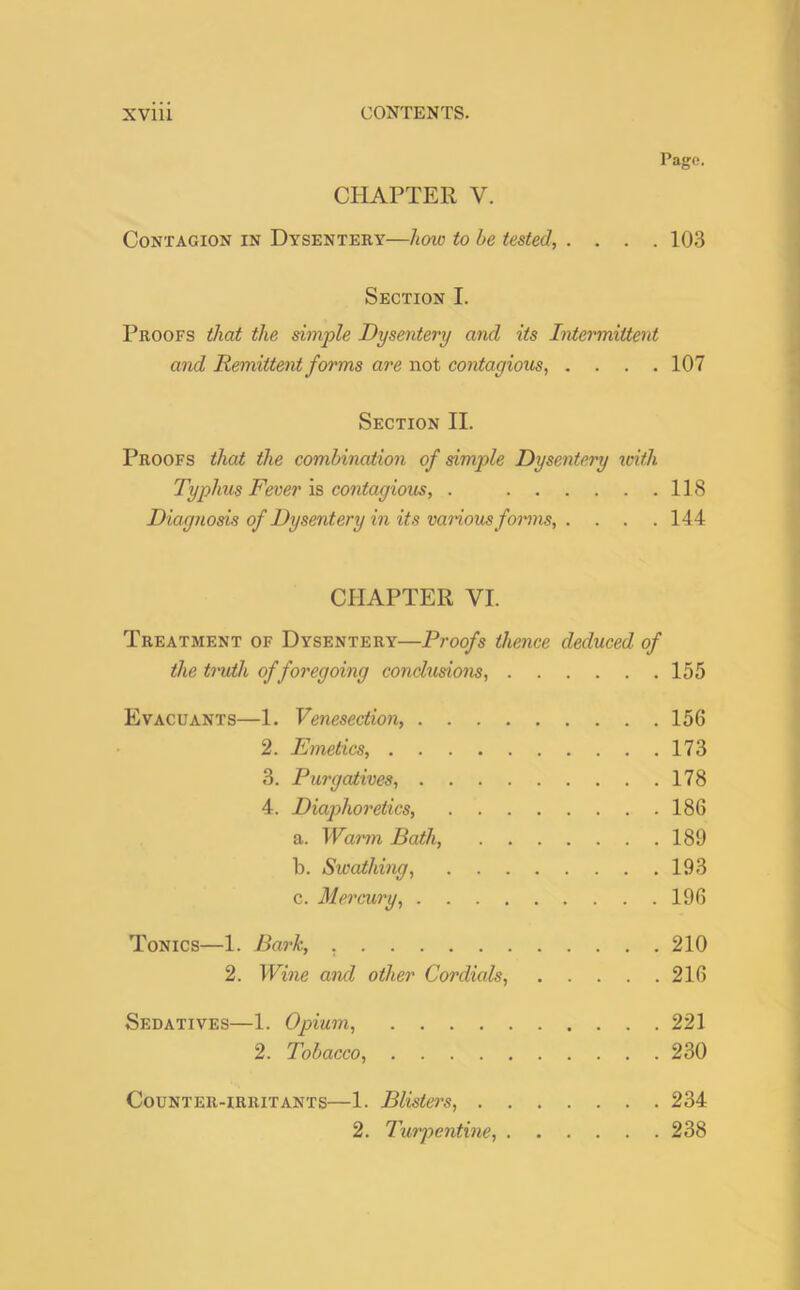 xviii CONTENTS.
Page.
CHAPTER V.
Contagion in Dysentery—how to be tested, . . . . 103
Section I.
Proofs that the simple Dysentery and its Intermittent
and Remittent forms are not contagious, . . . . 107
Section II.
Proofs that the combination of simple Dysentery with
Typhus Fever is contagious, . . . . . . . . 118
Diagnosis of Dysentery in its various forms, . . . . 144
CHAPTER VI.
Treatment of Dysentery—Proofs thence deduced of
the truth of foregoing conclusions, . . . . . . 155
Evacuants—1. Venesection, . . . . . . . . . . 156
2. Emetics, . . . . . . . . . . . 173
3. Purgatives, . . . . . . . . . . 178
4. Diaphoretics, . . . . . . . . . 186
a. Warm Bath, . . . . . . . 189
b. Swathing, . . . . . . . . 193
c. Mercury, . . . . . . . . . . 196
Tonics—1. Bark, . . . . . . . . . . . . . 210
2. Wine and other Cordials, . . . . . 216
Sedatives—1. Opium, . . . . . . . . . . . 221
2. Tobacco, . . . . . . . . . . . 230
Counter-irritants—1. Blisters, . . . . . . . . 234
2. Turpentine, . . . . . . . 238